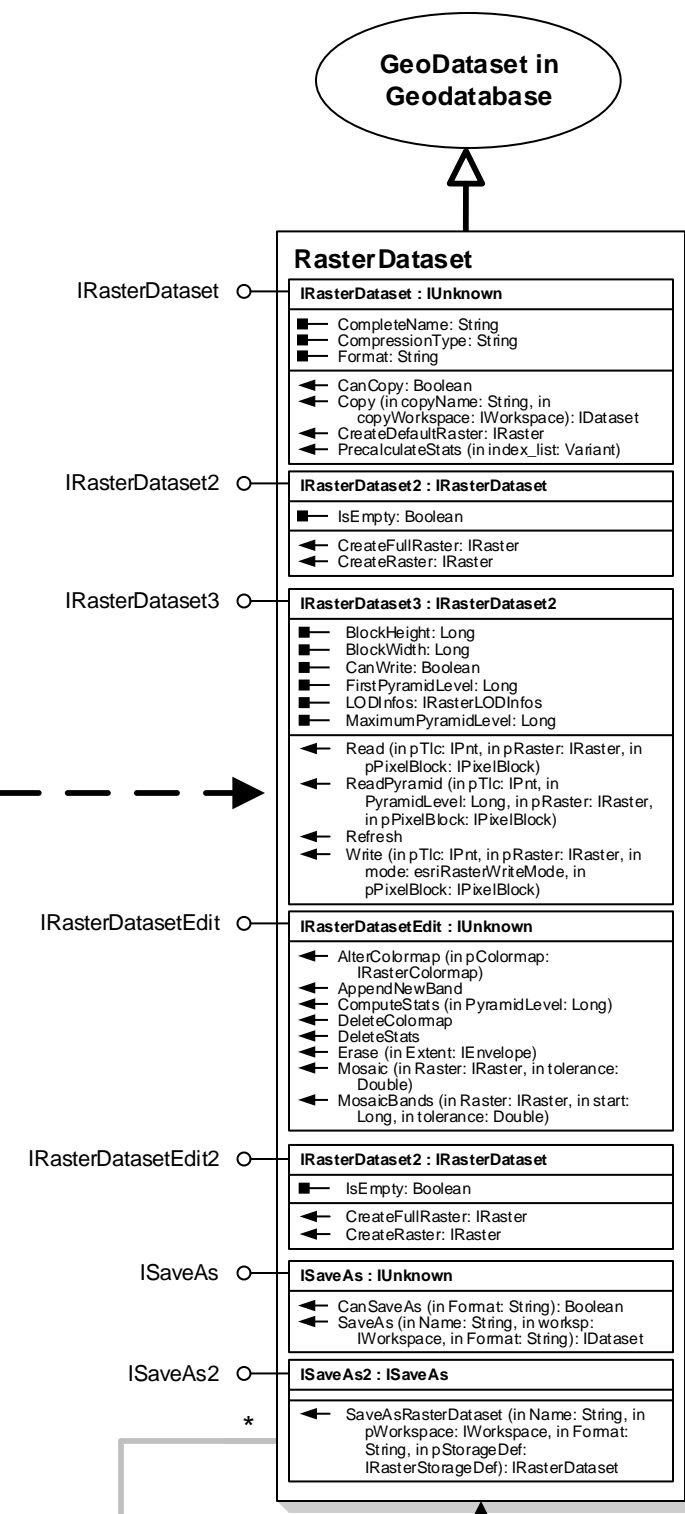 GeoDataset in
Geodatabase
RasterDataset
IRasterDataset
IRasterDataset : IUnknown
CompleteName: String
CompressionType: String
Format: String
CanCopy: Boolean
Copy (in copyName: String, in
copyWorkspace: IWorkspace): IDataset
CreateDefaultRaster: IRaster
PrecalculateStats (in index_list: Variant)
IRasterDataset2
IRasterDataset2 : IRasterDataset
IsEmpty: Boolean
CreateFullRaster: IRaster
CreateRaster: IRaster
IRasterDataset3
IRasterDataset3 : IRasterDataset2
BlockHeight: Long
BlockWidth: Long
CanWrite: Boolean
FirstPyramidLevel: Long
LODInfos: IRasterLODInfos
MaximumPyramidLevel: Long
Read (in pTlc: IPnt, in pRaster: IRaster, in
pPixelBlock: IPixelBlock)
ReadPyramid (in pTlc: IPnt, in
PyramidLevel: Long, in pRaster: IRaster,
in pPixelBlock: IPixelBlock)
Refresh
Write (in pTlc: IPnt, in pRaster: IRaster, in
mode: esriRasterWriteMode, in
pPixelBlock: IPixelBlock)
IRasterDatasetEdit
IRasterDatasetEdit : IUnknown
AlterColormap (in pColormap:
IRasterColormap)
AppendNewBand
ComputeStats (in PyramidLevel: Long)
DeleteColormap
DeleteStats
Erase (in Extent: IEnvelope)
Mosaic (in Raster: IRaster, in tolerance:
Double)
MosaicBands (in Raster: IRaster, in start:
Long, in tolerance: Double)
IRasterDatasetEdit2
IRasterDataset2 : IRasterDataset
IsEmpty: Boolean
CreateFullRaster: IRaster
CreateRaster: IRaster
ISaveAs
ISaveAs : IUnknown
CanSaveAs (in Format: String): Boolean
SaveAs (in Name: String, in worksp:
IWorkspace, in Format: String): IDataset
ISaveAs2
ISaveAs2 : ISaveAs
SaveAsRasterDataset (in Name: String, in
pWorkspace: IWorkspace, in Format:
String, in pStorageDef:
IRasterStorageDef): IRasterDataset
*